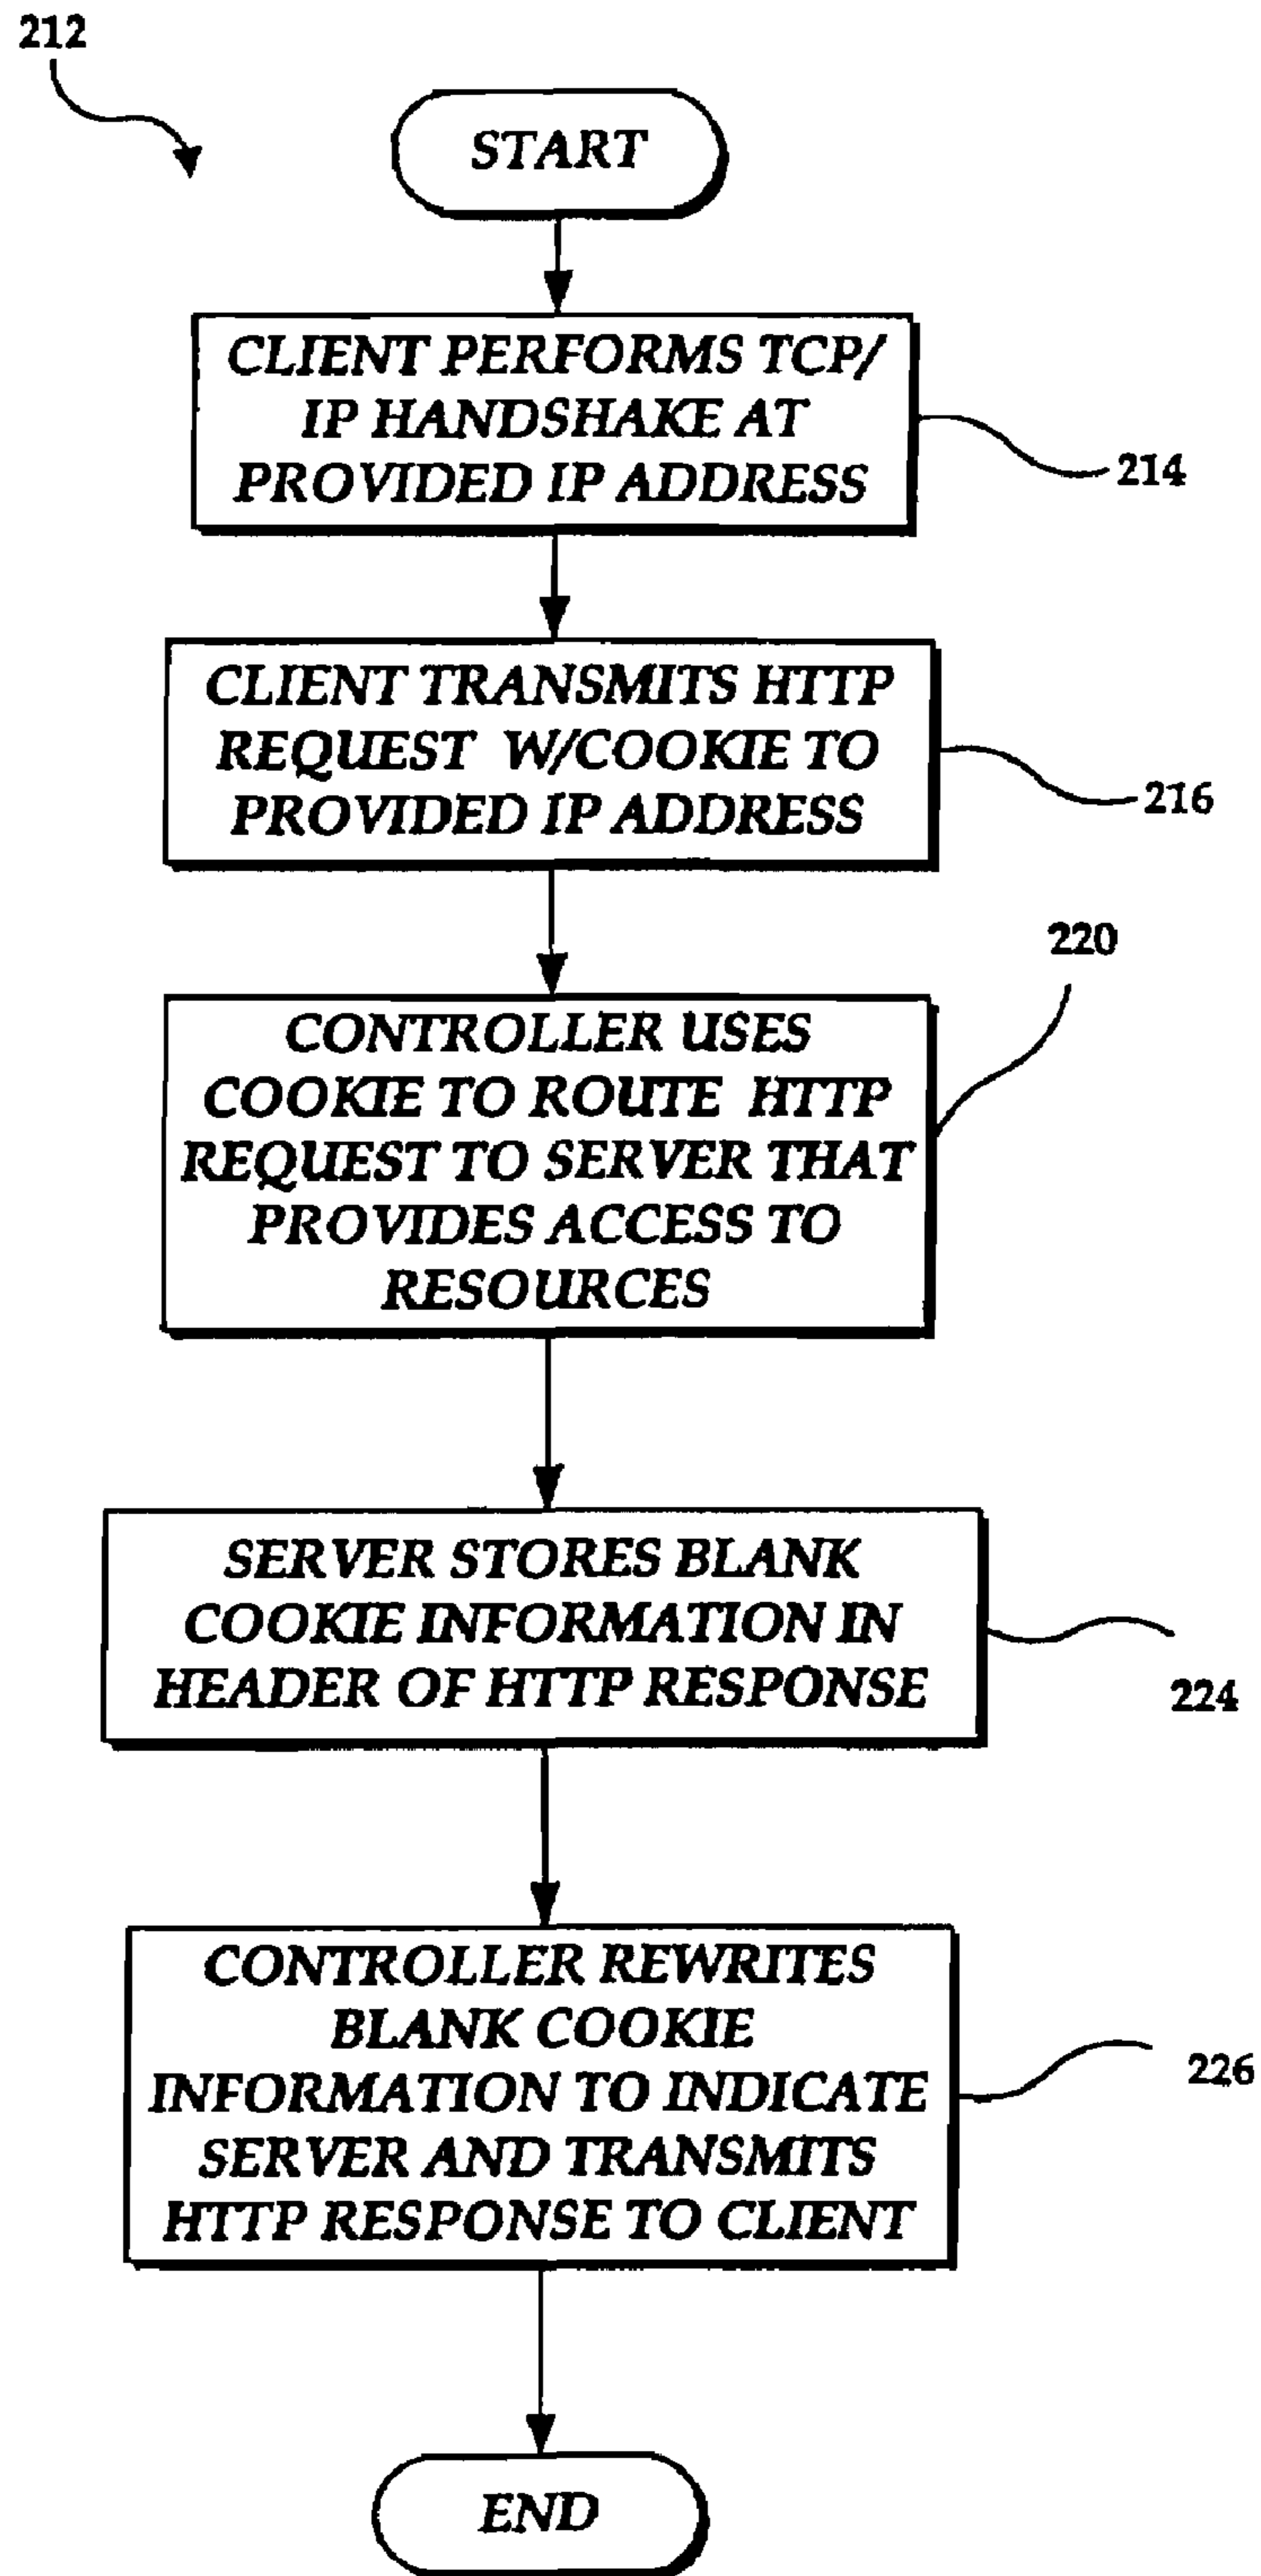 212
START
CLIENT PERFORMS TCP/
IP HANDSHAKE AT
PROVIDED IP ADDRESS
214
CLIENT TRANSMITS HTTP
REQUEST W/COOKIE TO
PROVIDED IP ADDRESS
216
220
CONTROLLER USES
COOKIE TO ROUTE HTTP
REQUEST TO SERVER THAT
PROVIDES ACCESS TO
RESOURCES
SERVER STORES BLANK
COOKIE INFORMATION IN
HEADER OF HTTP RESPONSE
224
CONTROLLER REWRITES
BLANK COOKIE
INFORMATION TO INDICATE
SERVER AND TRANSMITS
HTTP RESPONSE TO CLIENT
226
END